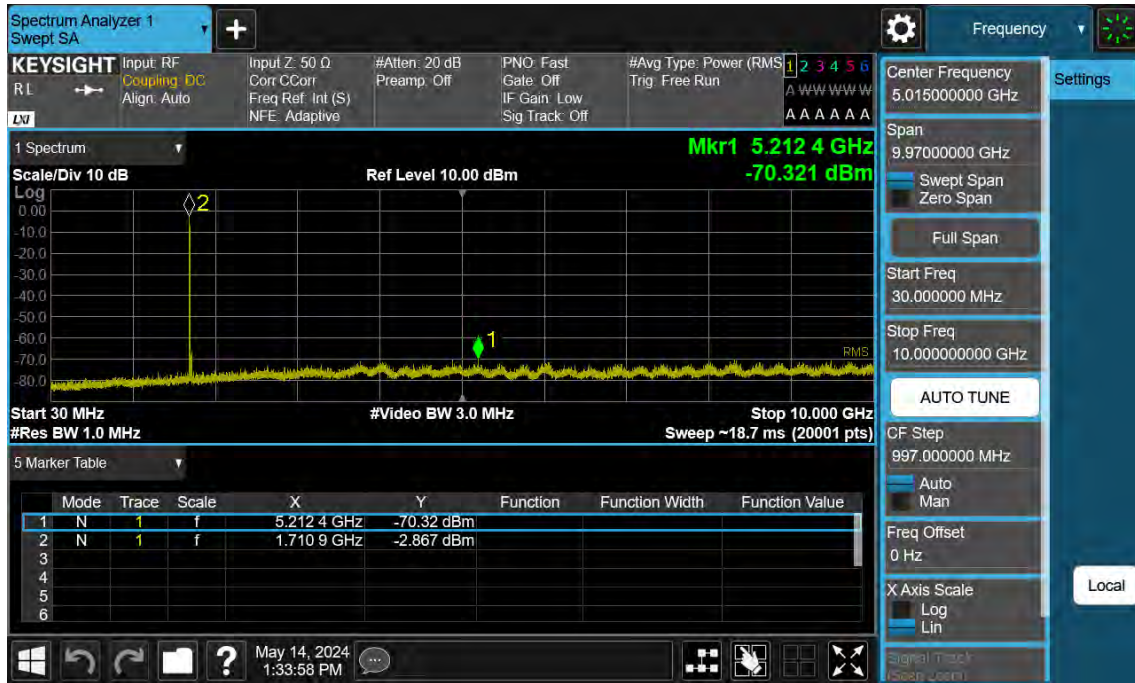 Spectrum Analyzer 1
Swept SA
+
Frequency
KEYSIGHT
RL
LXI
Input: RF
Coupling: DC
Align: Auto
Input Z: 50 Ω
Corr CCorr
Freq Ref: Int (S)
NFE: Adaptive
#Atten: 20 dB
Preamp: Off
PNO: Fast
Gate: Off
IF Gain: Low
Sig Track: Off
#Avg Type: Power (RMS
Trig: Free Run
1 2 3 4 5 6
A W W W W W
A A A A A A
1 Spectrum
Scale/Div 10 dB
Ref Level 10.00 dBm
Mkr1 5.212 4 GHz
-70.321 dBm
Log
0.00
-10.0
-20.0
-30.0
-40.0
-50.0
-60.0
-70.0
-80.0
2
1
RMS
Start 30 MHz
#Video BW 3.0 MHz
Stop 10.000 GHz
#Res BW 1.0 MHz
Sweep ~18.7 ms (20001 pts)
5 Marker Table
Mode Trace Scale X Y Function Function Width Function Value
1 N 1 f 5.212 4 GHz -70.32 dBm
2 N 1 f 1.710 9 GHz -2.867 dBm
3
4
5
6
?
May 14, 2024
1:33:58 PM
Center Frequency
5.015000000 GHz
Span
9.97000000 GHz
Swept Span
Zero Span
Full Span
Start Freq
30.000000 MHz
Stop Freq
10.000000000 GHz
AUTO TUNE
CF Step
997.000000 MHz
Auto
Man
Freq Offset
0 Hz
X Axis Scale
Log
Lin
Signal Track
(Span Zoom)
Settings
Local